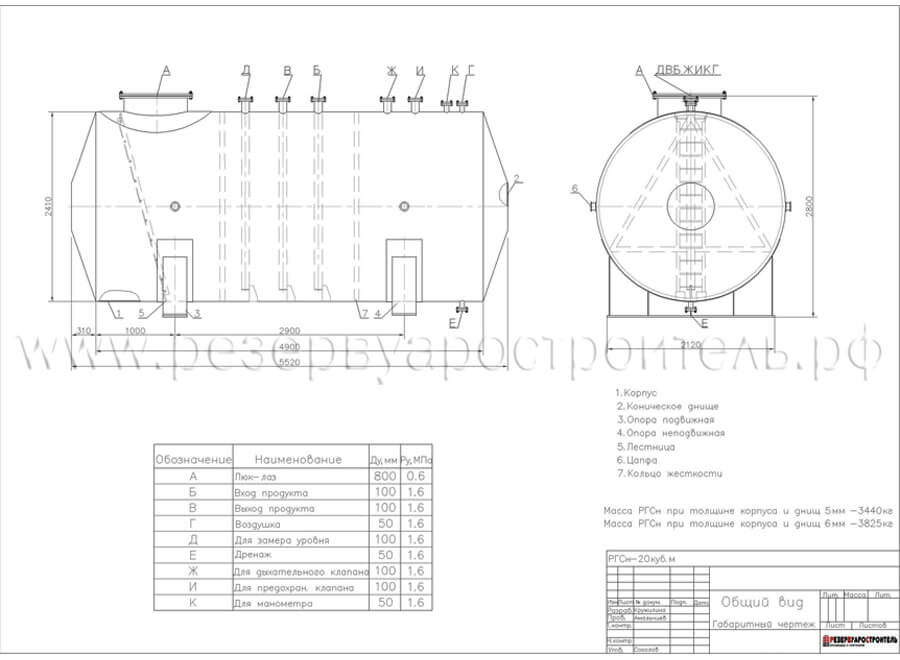 А Д В Б Ж И К Г
А ДВБЖИКГ
2
6
2410
2800
1 5 3 7 4 Е
Е
310 1000 2900
4900
5520
2120
www.резервуаростроитель.рф
1.Корпус
2.Коническое днище
3.Опора подвижная
4.Опора неподвижная
5.Лестница
6.Цапфа
7.Кольцо жесткости
Обозначение Наименование Ду,мм Ру,МПа
А Люк-лаз 800 0.6
Б Вход продукта 100 1.6
В Выход продукта 100 1.6
Г Воздушка 50 1.6
Д Для замера уровня 100 1.6
Е Дренаж 50 1.6
Ж Для дыхательного клапана 100 1.6
И Для предохран. клапана 100 1.6
К Для манометра 50 1.6
Масса РГСн при толщине корпуса и днищ 5мм -3440кг
Масса РГСн при толщине корпуса и днищ 6мм -3825кг
РГСн-20куб.м
Изм Лист № докум. Подп. Дата
Разраб. Кружилина
Пров.
Т.контр.
Н.контр.
Утв. Соколов
Общий вид
Габаритный чертеж
Лит. Масса Лит.
Лист Листов
РЕЗЕРВУАРОСТРОИТЕЛЬ